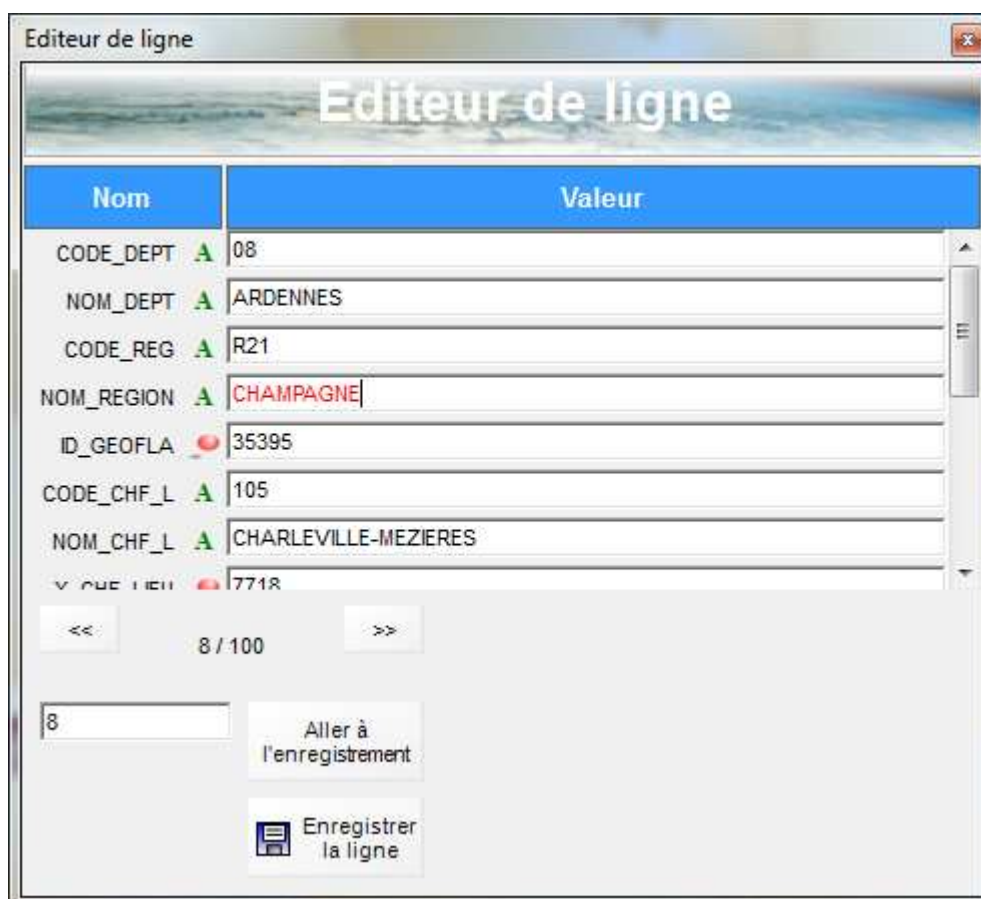 Editeur de ligne
Editeur de ligne
Nom Valeur
CODE_DEPT A 08
NOM_DEPT A ARDENNES
CODE_REG A R21
NOM_REGION A CHAMPAGNE
ID_GEOFLA 35395
CODE_CHF_L A 105
NOM_CHF_L A CHARLEVILLE-MEZIERES
7718
<< 8 / 100 >>
8
Aller à
l'enregistrement
Enregistrer
la ligne